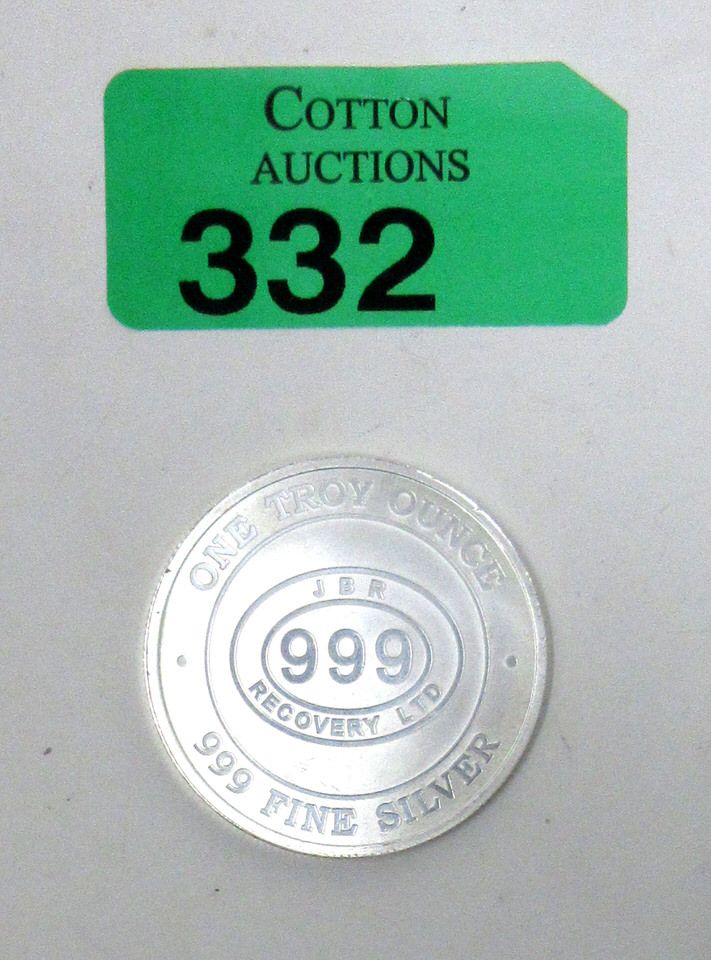 COTTON
AUCTIONS
332
ONE TROY OUNCE
JBR
999
RECOVERY LTD
999 FINE SILVER